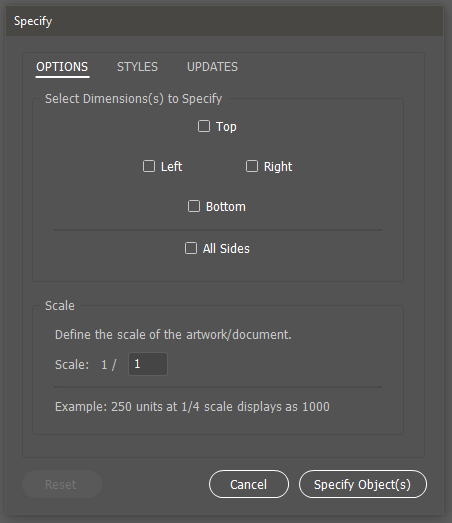 Specify
OPTIONS STYLES UPDATES
Select Dimensions(s) to Specify
Top
Left Right
Bottom
All Sides
Scale
Define the scale of the artwork/document.
Scale: 1 / 1
Example: 250 units at 1/4 scale displays as 1000
Reset Cancel Specify Object(s)